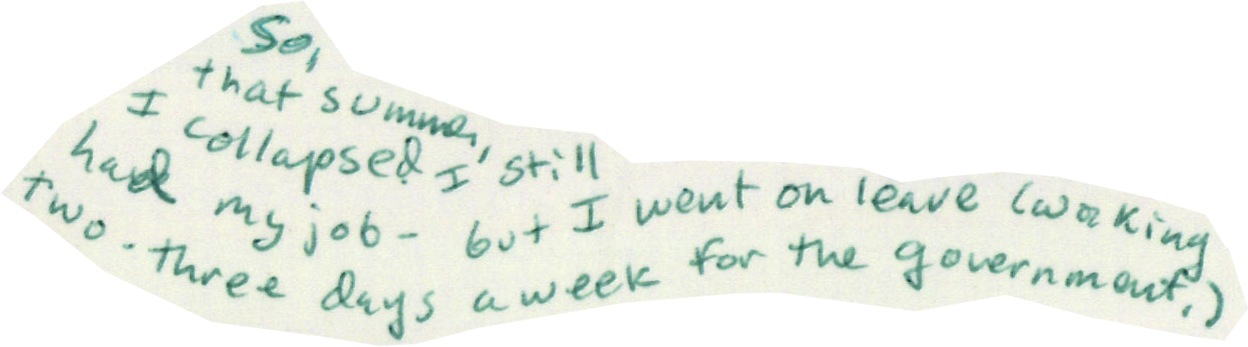 So,
that summer,
I collapsed. I still
had my job - but I went on leave (working
two-three days a week for the government.)